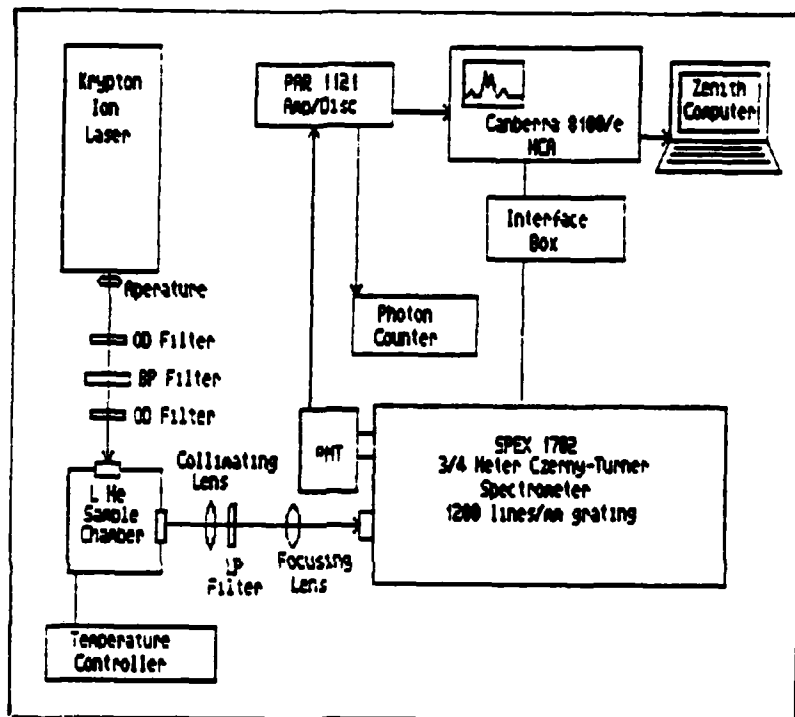 Krypton
Ion
Laser
PAR 1121
Amp/Disc
Canberra 8100/e
MCA
Zenith
Computer
Interface
Box
Aperature
Photon
Counter
OD Filter
BP Filter
OD Filter
PMT
SPEX 1702
3/4 Meter Czerny-Turner
Spectrometer
1200 lines/mm grating
Collimating
Lens
L He
Sample
Chamber
LP
Filter
Focusing
Lens
Temperature
Controller